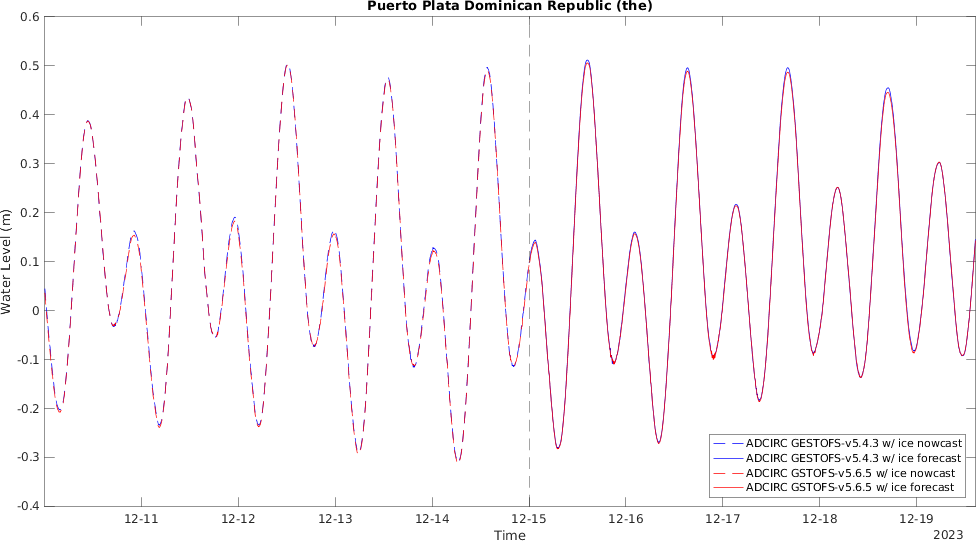 Puerto Plata Dominican Republic (the)
0.6
0.5
0.4
0.3
0.2
0.1
0
-0.1
-0.2
-0.3
-0.4
Water Level (m)
ADCIRC GESTOFS-v5.4.3 w/ ice nowcast
ADCIRC GESTOFS-v5.4.3 w/ ice forecast
ADCIRC GSTOFS-v5.6.5 w/ ice nowcast
ADCIRC GSTOFS-v5.6.5 w/ ice forecast
12-11 12-12 12-13 12-14 12-15 12-16 12-17 12-18 12-19
Time
2023